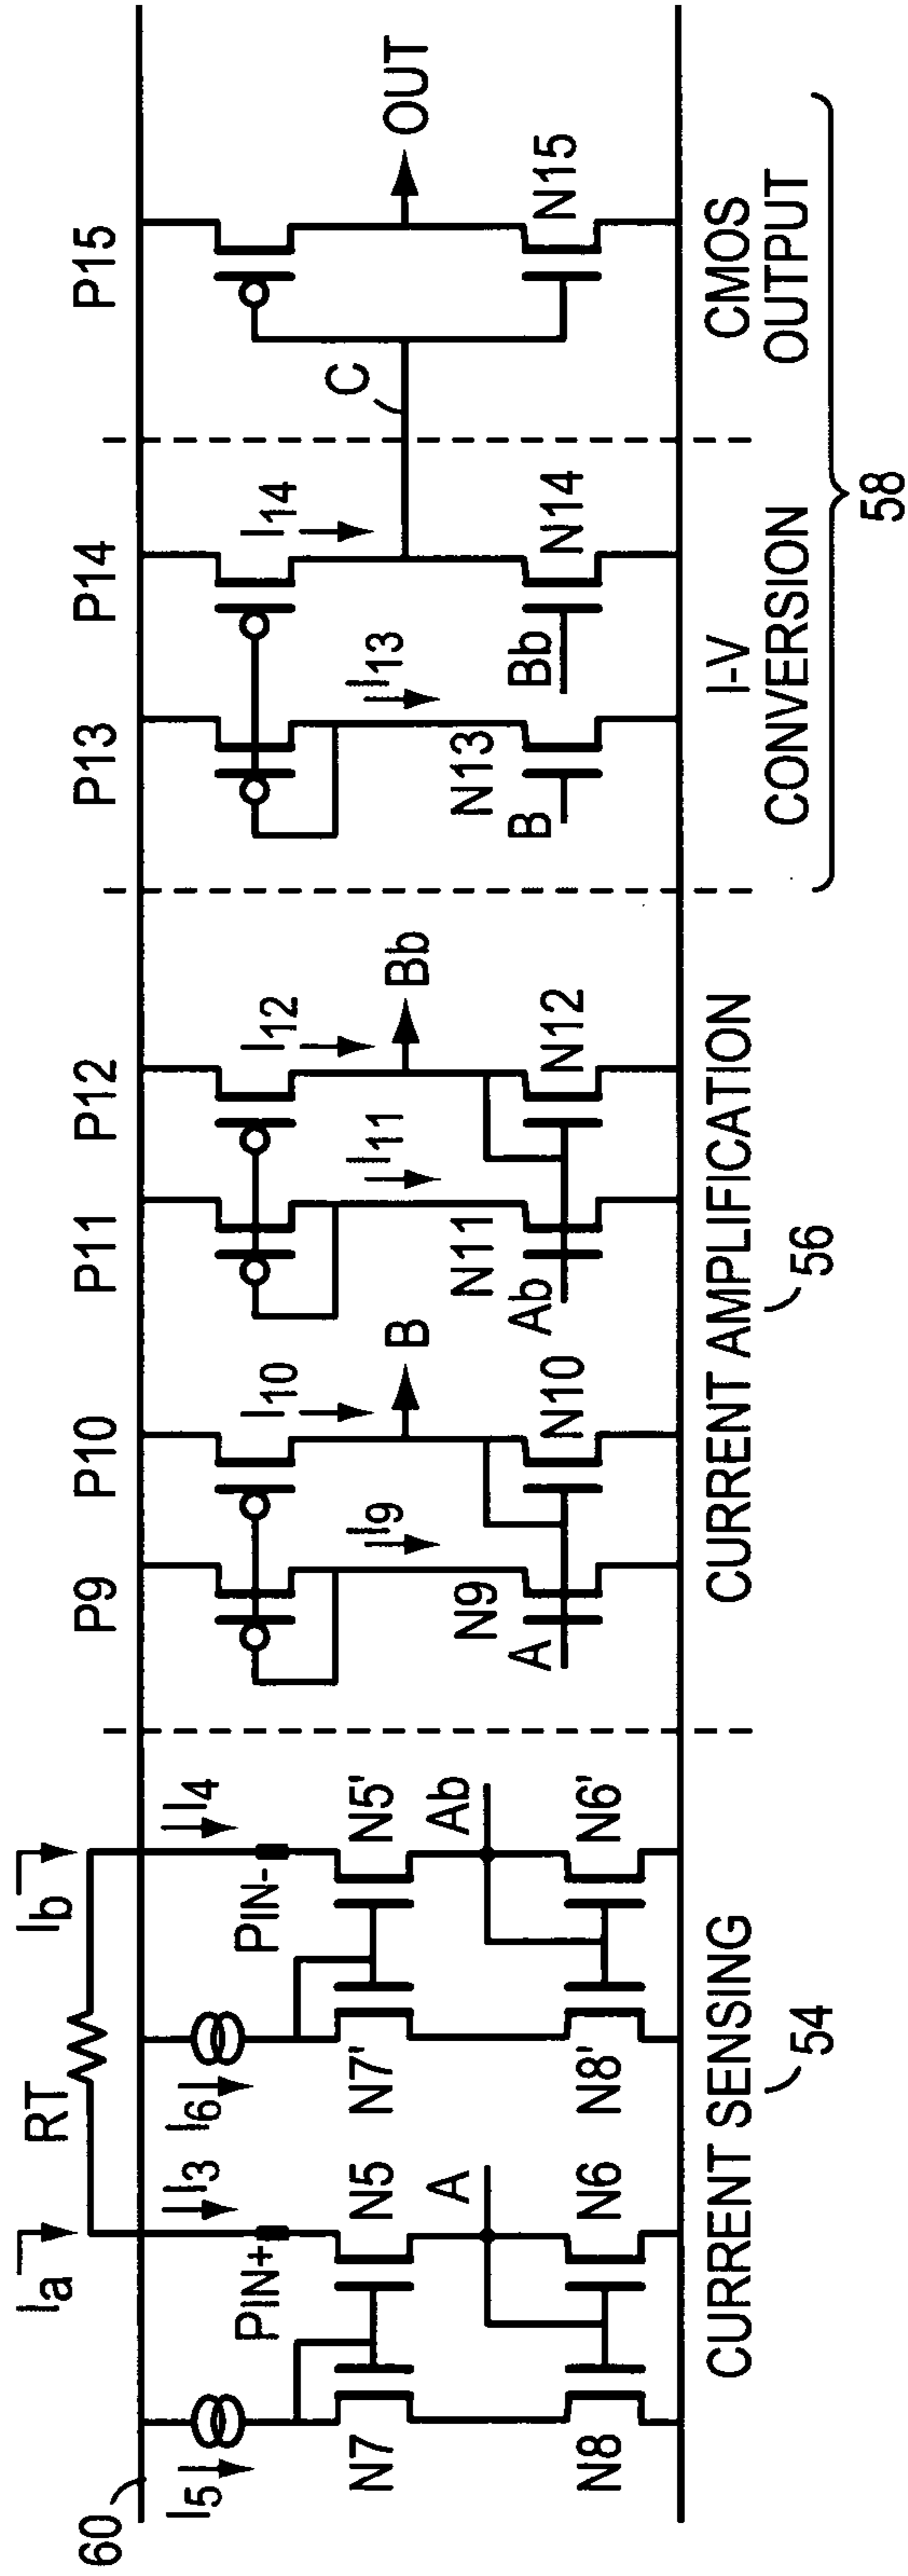 60
Ia
RT
Ib
I5
I3
I6
I4
PIN+
PIN-
N7
N5
N7'
N5'
A
Ab
N8
N6
N8'
N6'
CURRENT SENSING
54
P9
P10
P11
P12
I9
I10
I11
I12
B
Bb
A
N9
N10
Ab
N11
N12
CURRENT AMPLIFICATION
56
P13
P14
I13
I14
B
N13
Bb
N14
I-V
CONVERSION
P15
C
OUT
N15
CMOS
OUTPUT
58